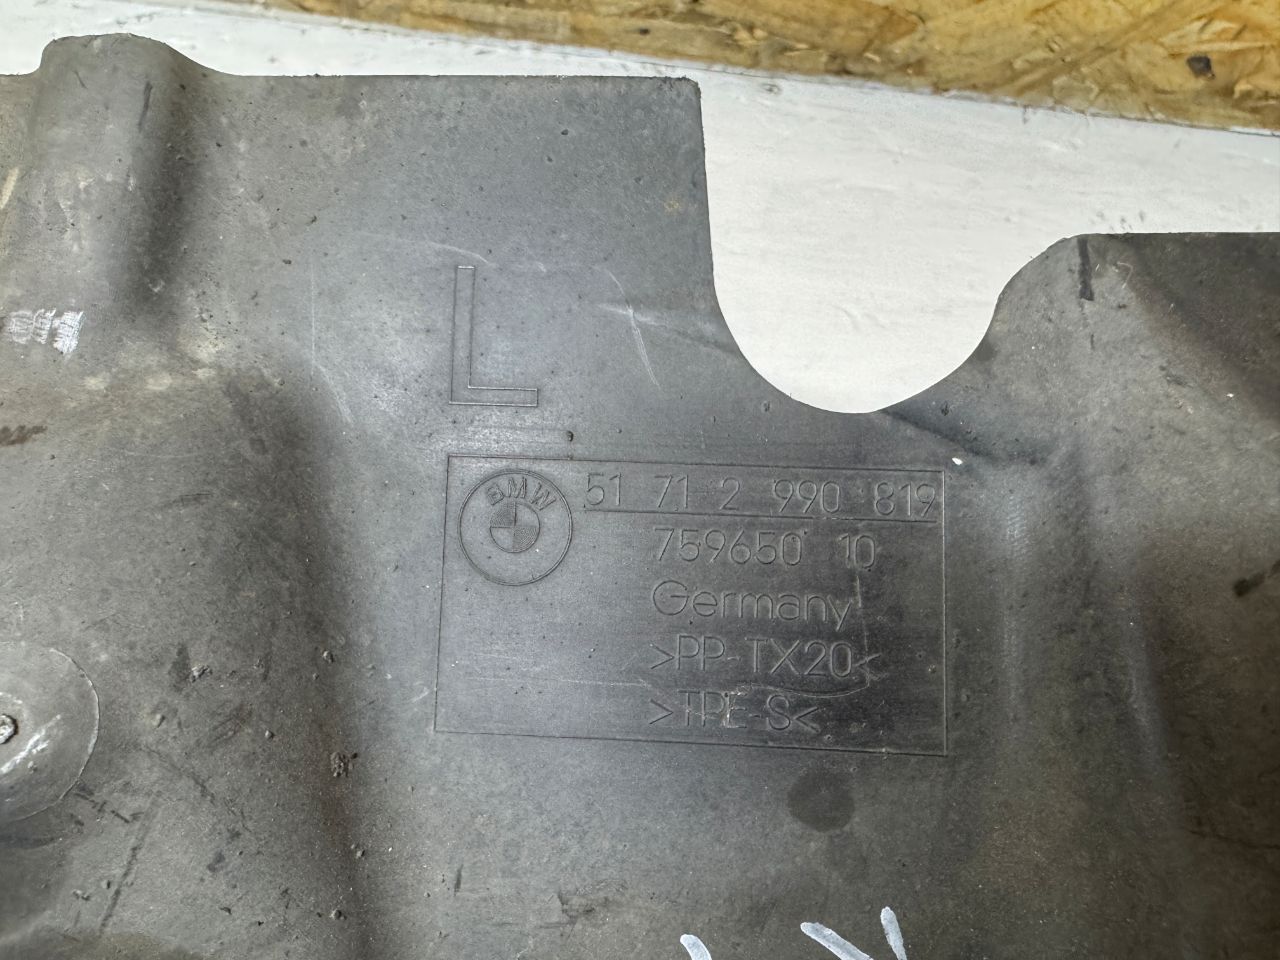 L
BMW
51 71-2 990 819
759650 10
Germany
>PP-TX20<
>TPE-S<